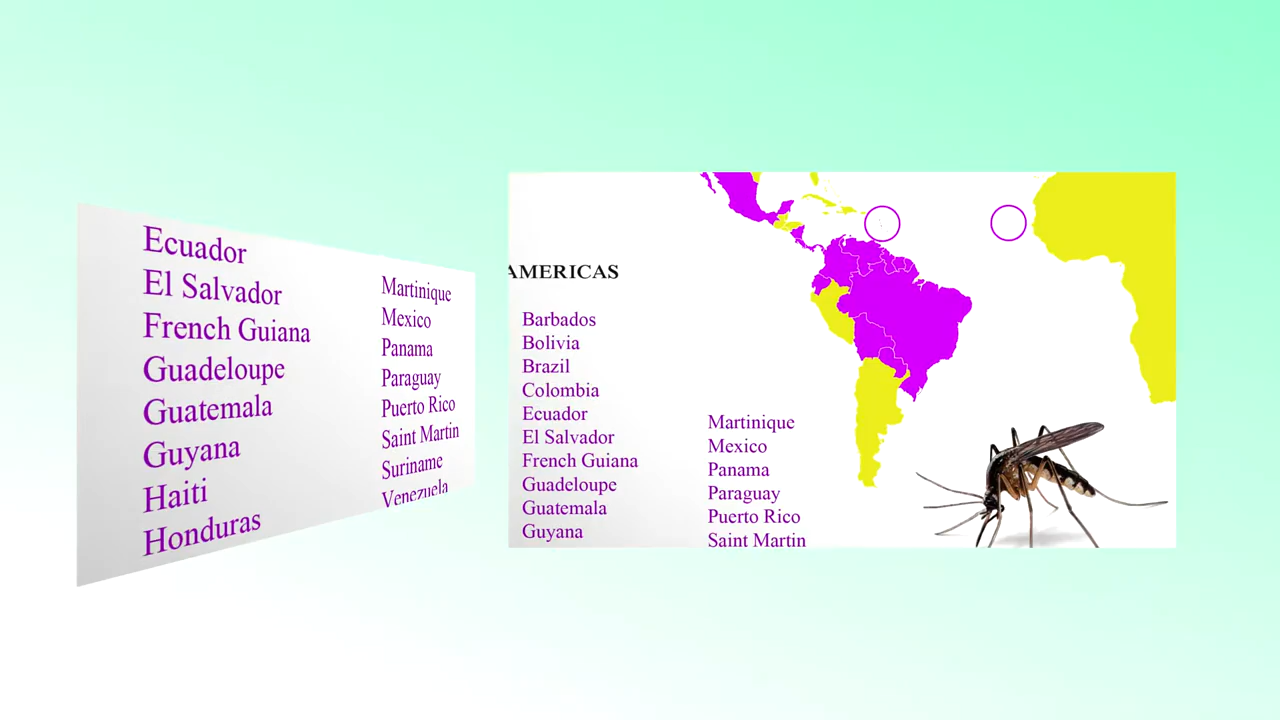 Ecuador
El Salvador
French Guiana
Guadeloupe
Guatemala
Guyana
Haiti
Honduras
Martinique
Mexico
Panama
Paraguay
Puerto Rico
Saint Martin
Suriname
Venezuela
AMERICAS
Barbados
Bolivia
Brazil
Colombia
Ecuador
El Salvador
French Guiana
Guadeloupe
Guatemala
Guyana
Martinique
Mexico
Panama
Paraguay
Puerto Rico
Saint Martin